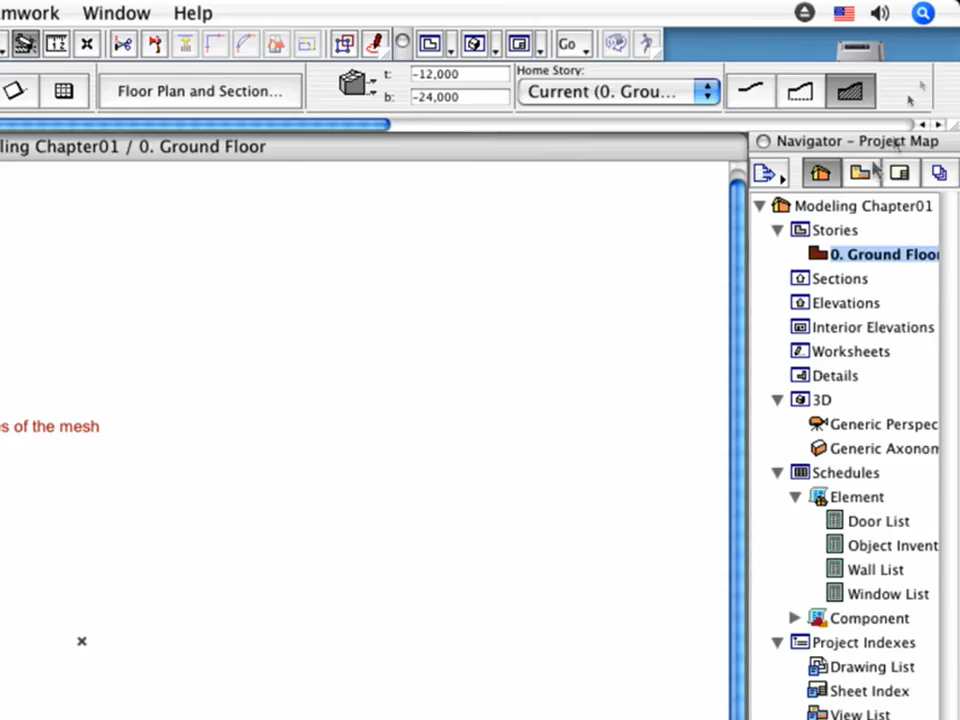 mwork Window Help
Go
Floor Plan and Section...
t: -12,000
b: -24,000
Home Story:
Current (0. Grou...
ling Chapter01 / 0. Ground Floor
Navigator - Project Map
Modeling Chapter01
Stories
0. Ground Floor
Sections
Elevations
Interior Elevations
Worksheets
Details
3D
Generic Perspec
Generic Axonom
Schedules
Element
Door List
Object Invent
Wall List
Window List
Component
Project Indexes
Drawing List
Sheet Index
View List
es of the mesh